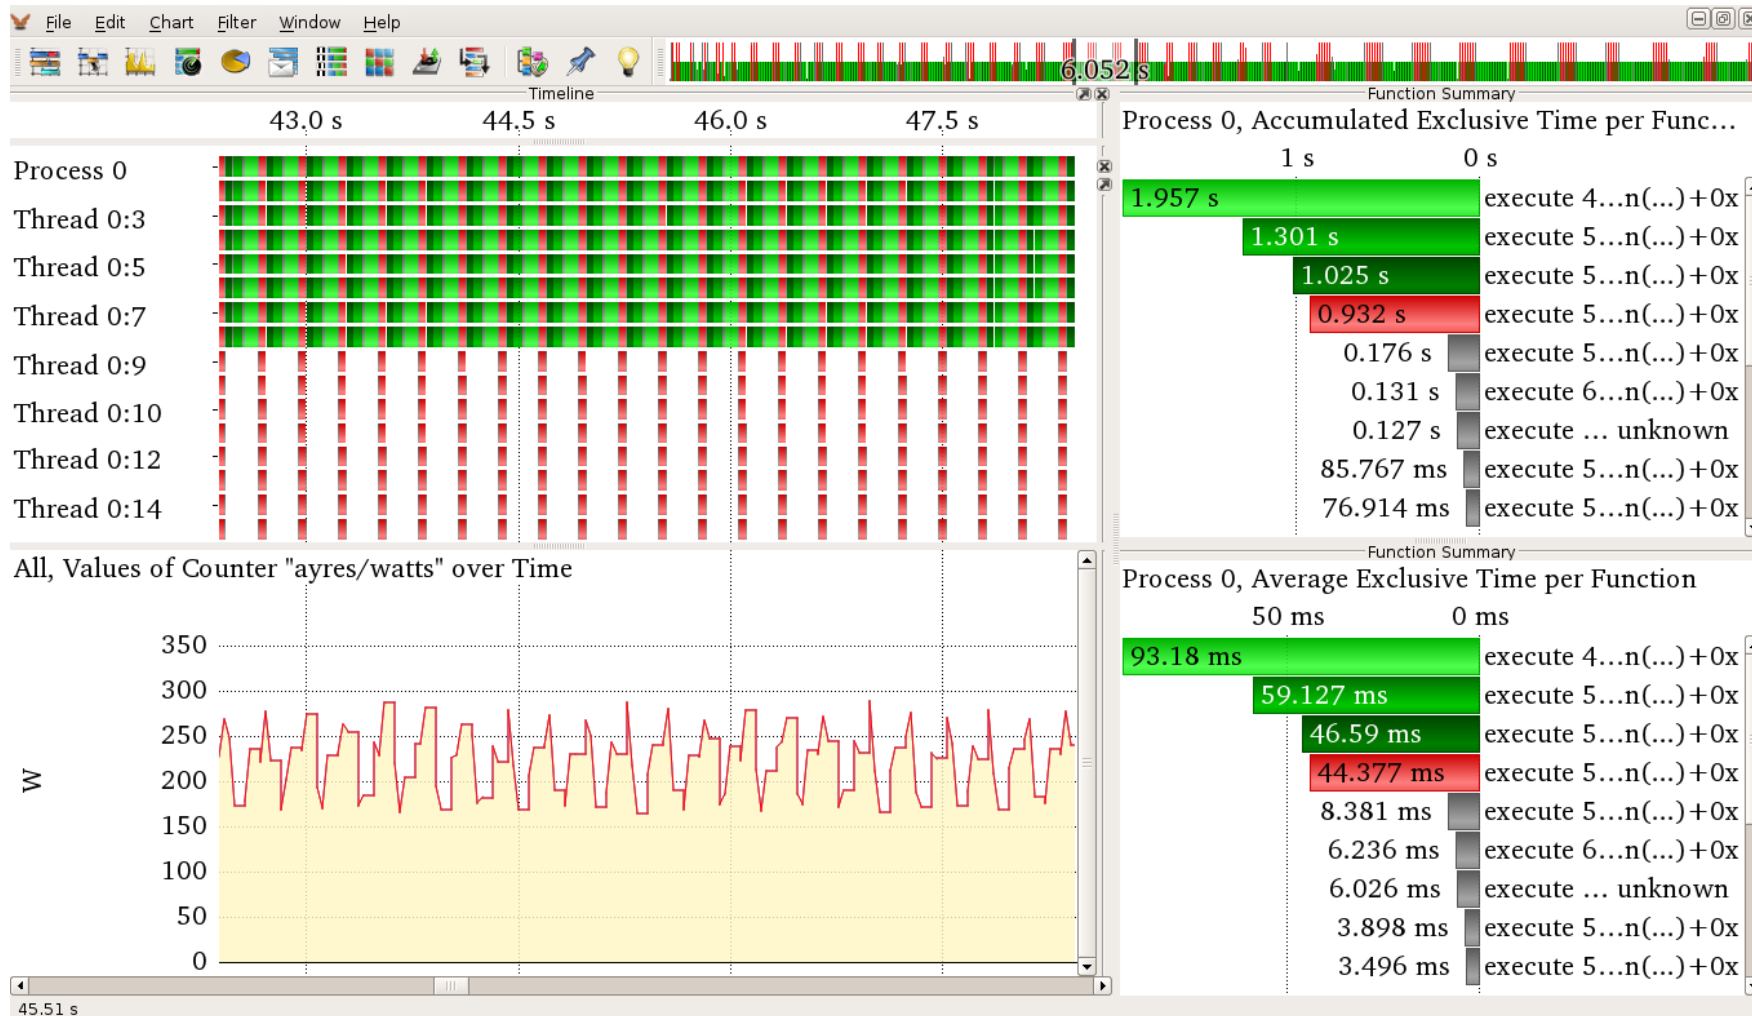 File Edit Chart Filter Window Help
6.052 s
Timeline
43.0 s 44.5 s 46.0 s 47.5 s
Process 0
Thread 0:3
Thread 0:5
Thread 0:7
Thread 0:9
Thread 0:10
Thread 0:12
Thread 0:14
All, Values of Counter "ayres/watts" over Time
350
300
250
200
150
100
50
0
W
45.51 s
Function Summary
Process 0, Accumulated Exclusive Time per Func...
1 s 0 s
1.957 s execute 4...n(...)+0x
1.301 s execute 5...n(...)+0x
1.025 s execute 5...n(...)+0x
0.932 s execute 5...n(...)+0x
0.176 s execute 5...n(...)+0x
0.131 s execute 6...n(...)+0x
0.127 s execute ... unknown
85.767 ms execute 5...n(...)+0x
76.914 ms execute 5...n(...)+0x
Function Summary
Process 0, Average Exclusive Time per Function
50 ms 0 ms
93.18 ms execute 4...n(...)+0x
59.127 ms execute 5...n(...)+0x
46.59 ms execute 5...n(...)+0x
44.377 ms execute 5...n(...)+0x
8.381 ms execute 5...n(...)+0x
6.236 ms execute 6...n(...)+0x
6.026 ms execute ... unknown
3.898 ms execute 5...n(...)+0x
3.496 ms execute 5...n(...)+0x